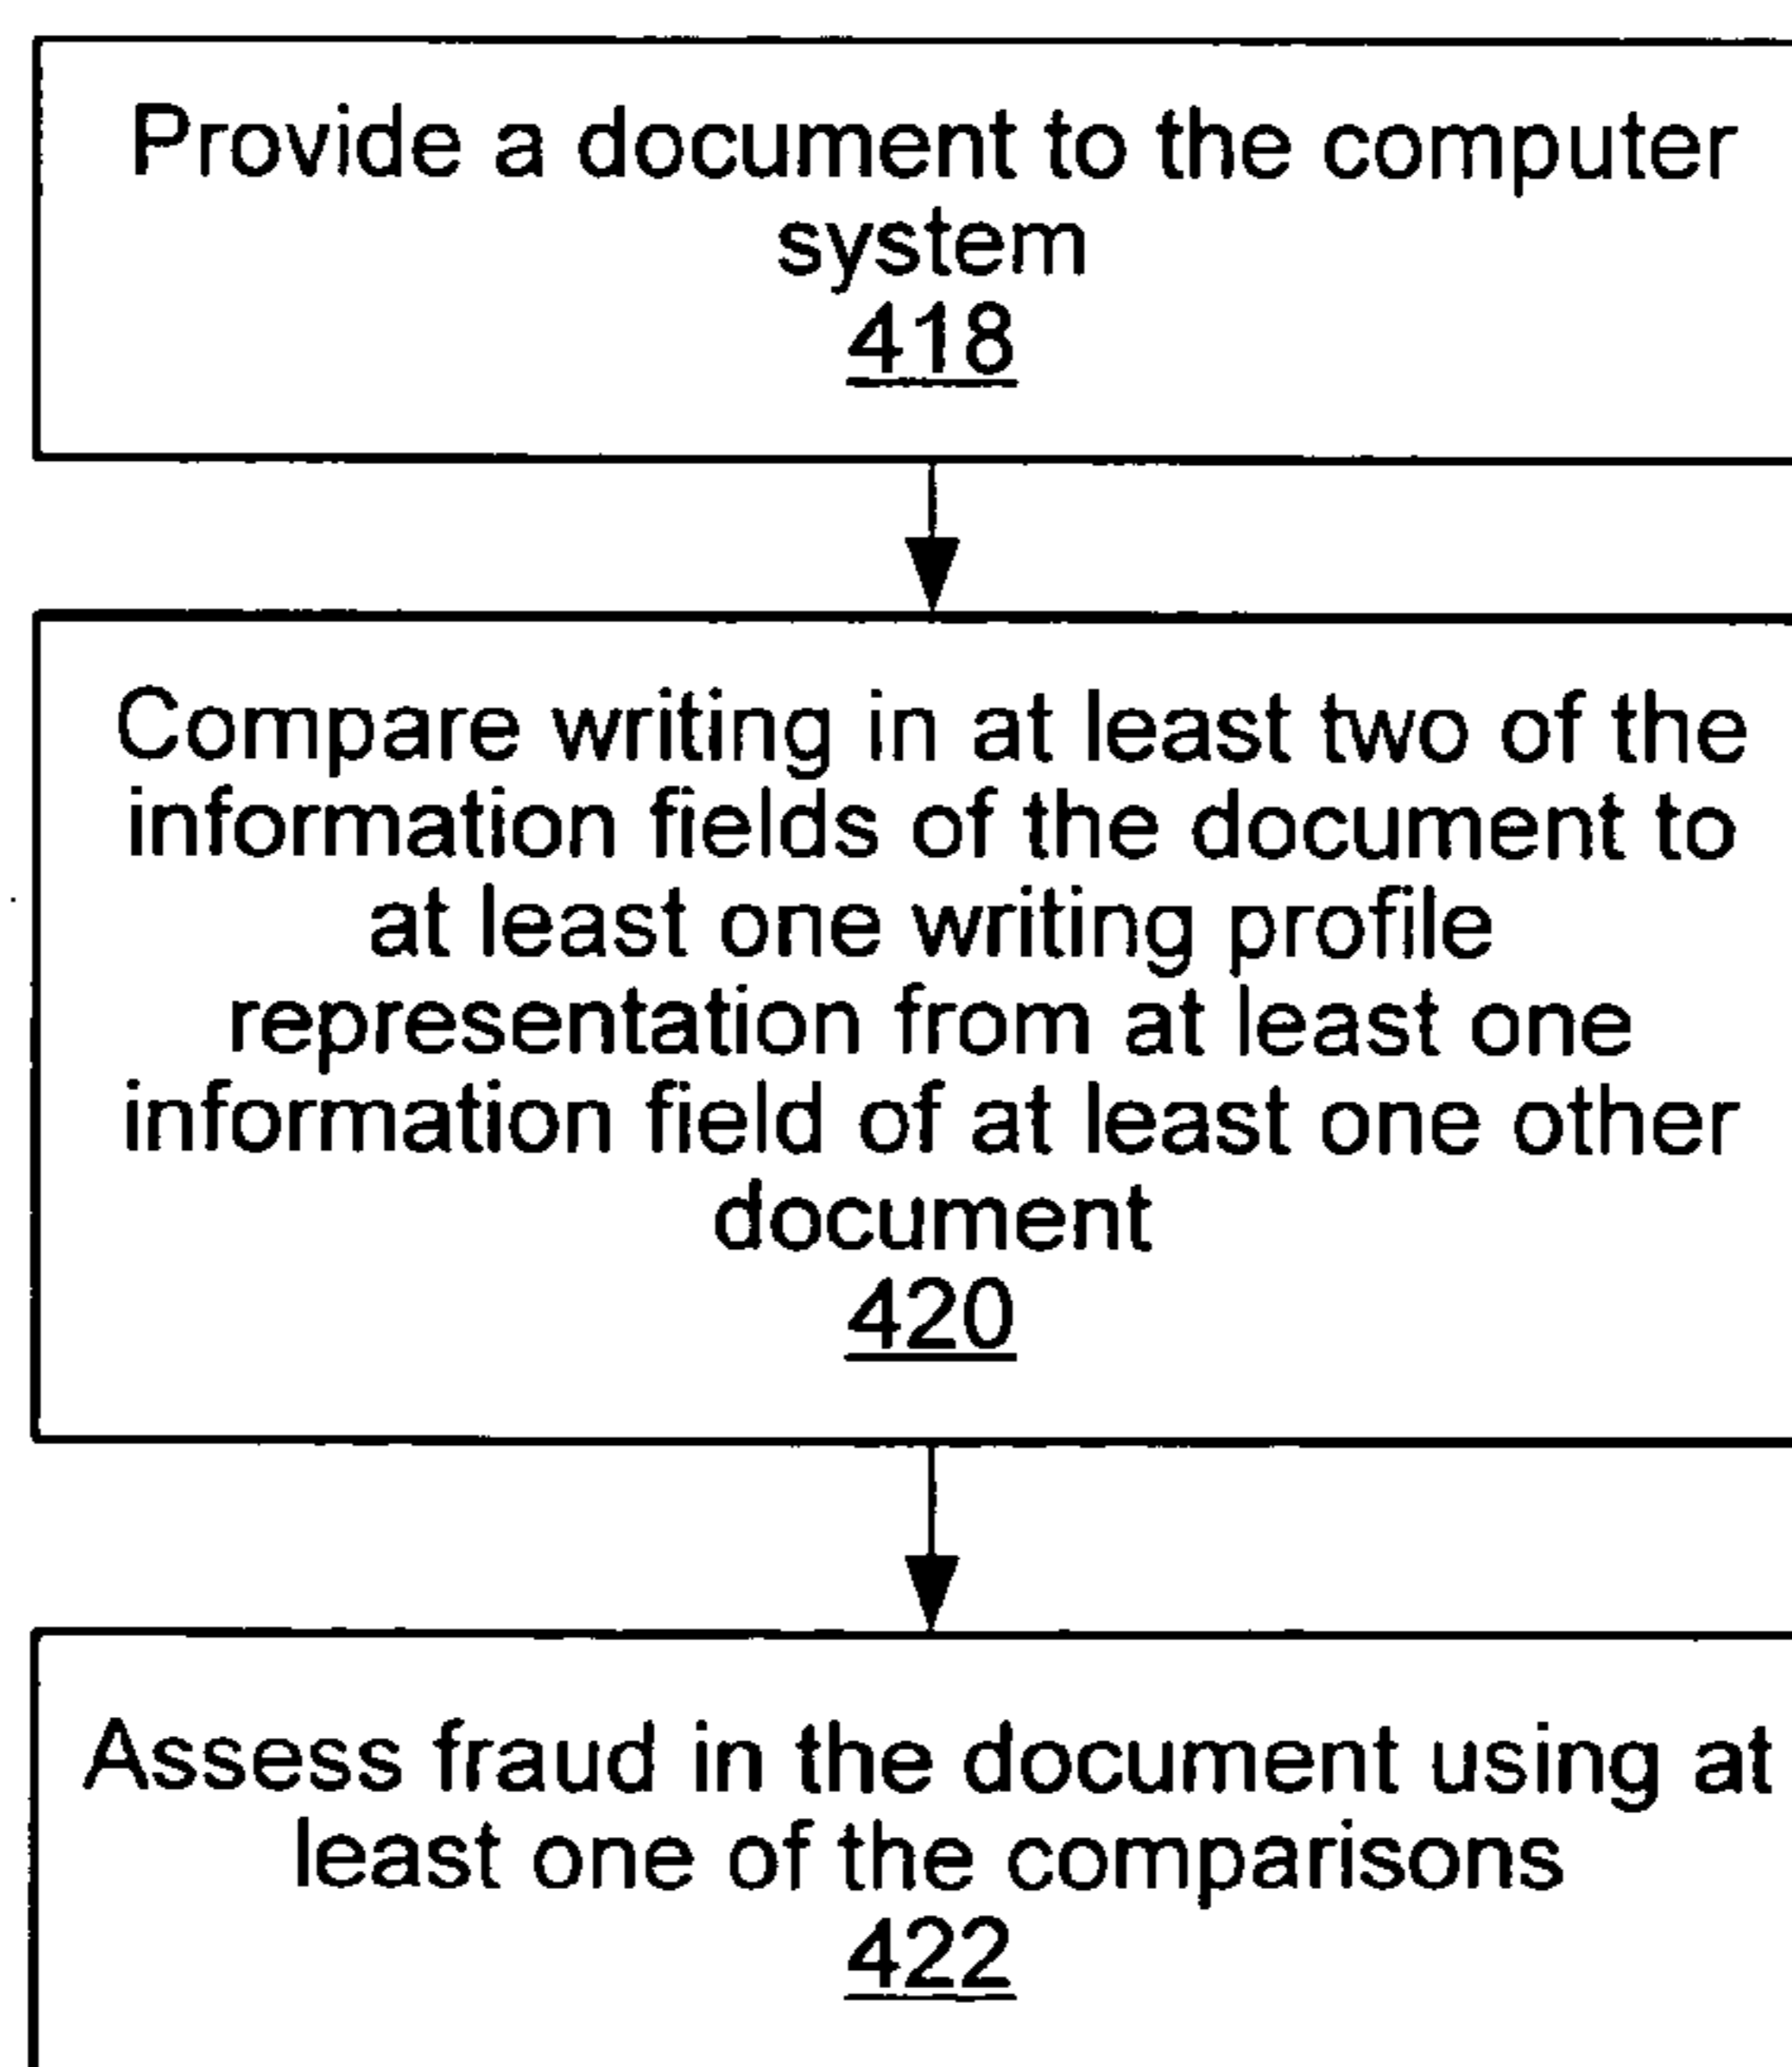 Provide a document to the computer
system
418
Compare writing in at least two of the
information fields of the document to
at least one writing profile
representation from at least one
information field of at least one other
document
420
Assess fraud in the document using at
least one of the comparisons
422